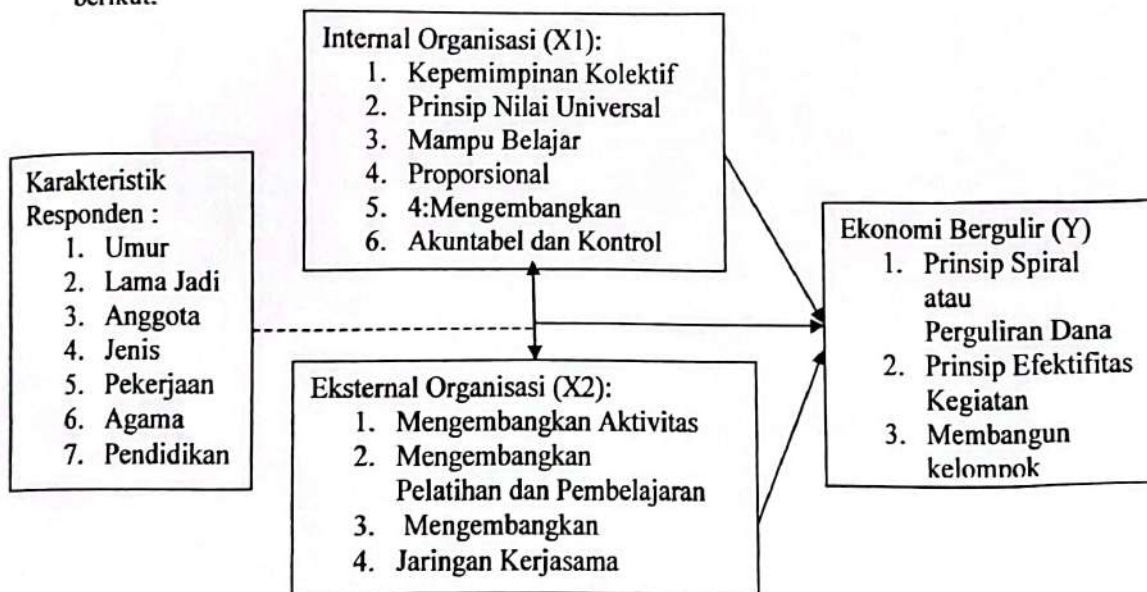 berikut:
Internal Organisasi (X1):
1. Kepemimpinan Kolektif
2. Prinsip Nilai Universal
3. Mampu Belajar
4. Proporsional
5. 4:Mengembangkan
6. Akuntabel dan Kontrol
Karakteristik
Responden :
1. Umur
2. Lama Jadi
3. Anggota
4. Jenis
5. Pekerjaan
6. Agama
7. Pendidikan
Eksternal Organisasi (X2):
1. Mengembangkan Aktivitas
2. Mengembangkan
Pelatihan dan Pembelajaran
3. Mengembangkan
4. Jaringan Kerjasama
Ekonomi Bergulir (Y)
1. Prinsip Spiral
atau
Perguliran Dana
2. Prinsip Efektifitas
Kegiatan
3. Membangun
kelompok